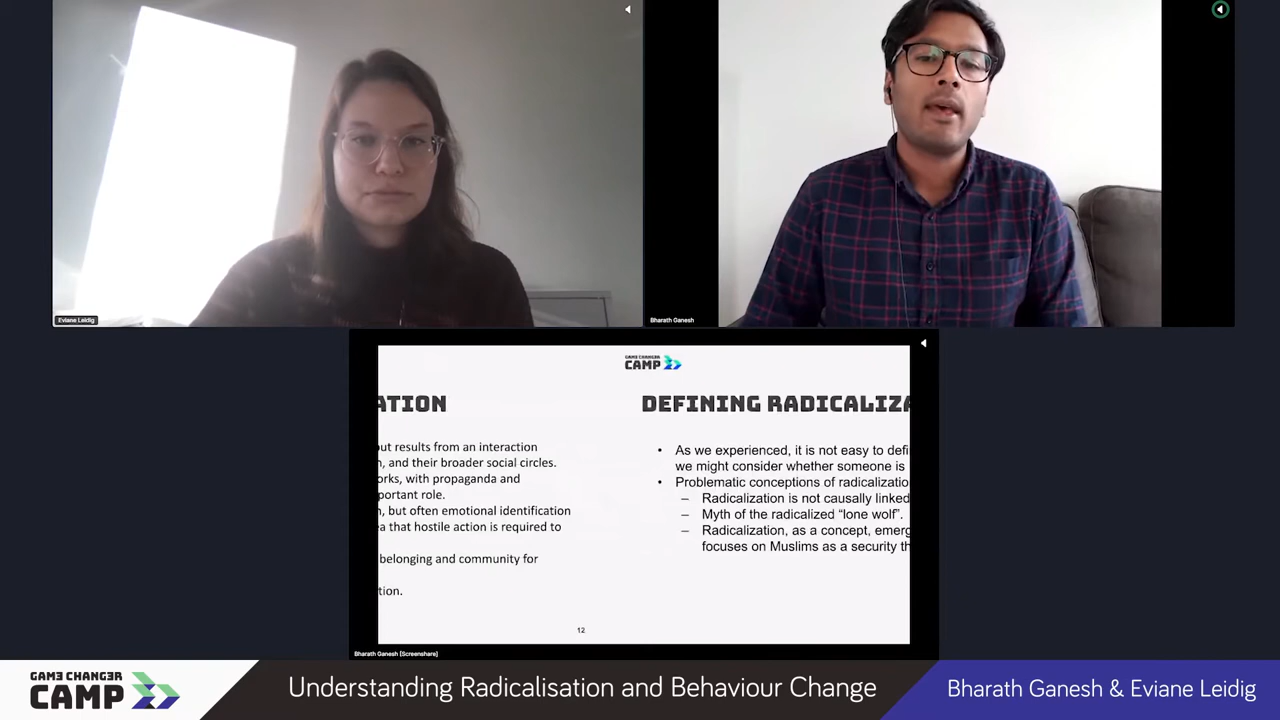 Eviane Leidig
Bharath Ganesh
GAME CHANGER
CAMP
ATION
DEFINING RADICALIZA
out results from an interaction
n, and their broader social circles.
orks, with propaganda and
portant role.
n, but often emotional identification
ea that hostile action is required to
belonging and community for
tion.
• As we experienced, it is not easy to defi
we might consider whether someone is
• Problematic conceptions of radicalizatio
– Radicalization is not causally linked
– Myth of the radicalized “lone wolf”.
– Radicalization, as a concept, emerg
focuses on Muslims as a security th
12
Bharath Ganesh [Screenshare]
GAME CHANGER
CAMP
Understanding Radicalisation and Behaviour Change
Bharath Ganesh & Eviane Leidig